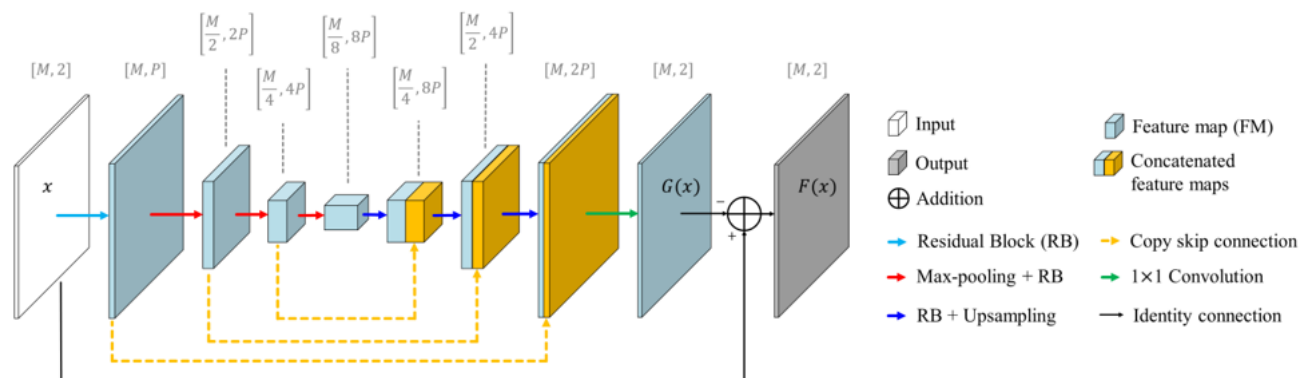 [M, 2]
[M, P]
[M/2, 2P]
[M/4, 4P]
[M/8, 8P]
[M/4, 8P]
[M/2, 4P]
[M, 2P]
[M, 2]
[M, 2]
x
G(x)
−
+
F(x)
Input
Output
Addition
Residual Block (RB)
Max-pooling + RB
RB + Upsampling
Feature map (FM)
Concatenated
feature maps
Copy skip connection
1×1 Convolution
Identity connection